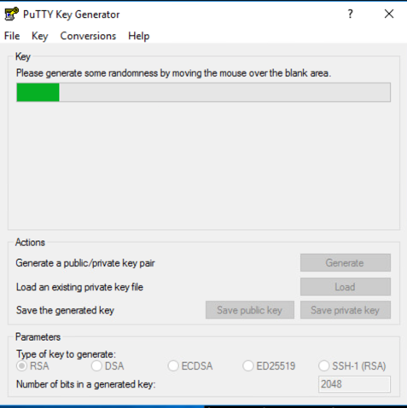 PuTTY Key Generator
?
File Key Conversions Help
Key
Please generate some randomness by moving the mouse over the blank area.
Actions
Generate a public/private key pair
Generate
Load an existing private key file
Load
Save the generated key
Save public key
Save private key
Parameters
Type of key to generate:
RSA DSA ECDSA ED25519 SSH-1 (RSA)
Number of bits in a generated key:
2048